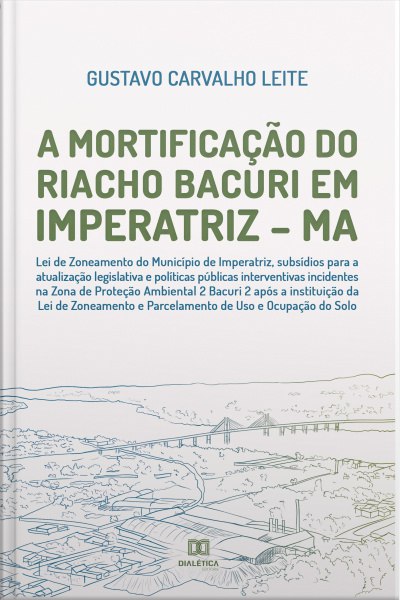 GUSTAVO CARVALHO LEITE
A MORTIFICAÇÃO DO
RIACHO BACURI EM
IMPERATRIZ – MA
Lei de Zoneamento do Município de Imperatriz, subsídios para a
atualização legislativa e políticas públicas interventivas incidentes
na Zona de Proteção Ambiental 2 Bacuri 2 após a instituição da
Lei de Zoneamento e Parcelamento de Uso e Ocupação do Solo
DIALÉTICA
EDITORA